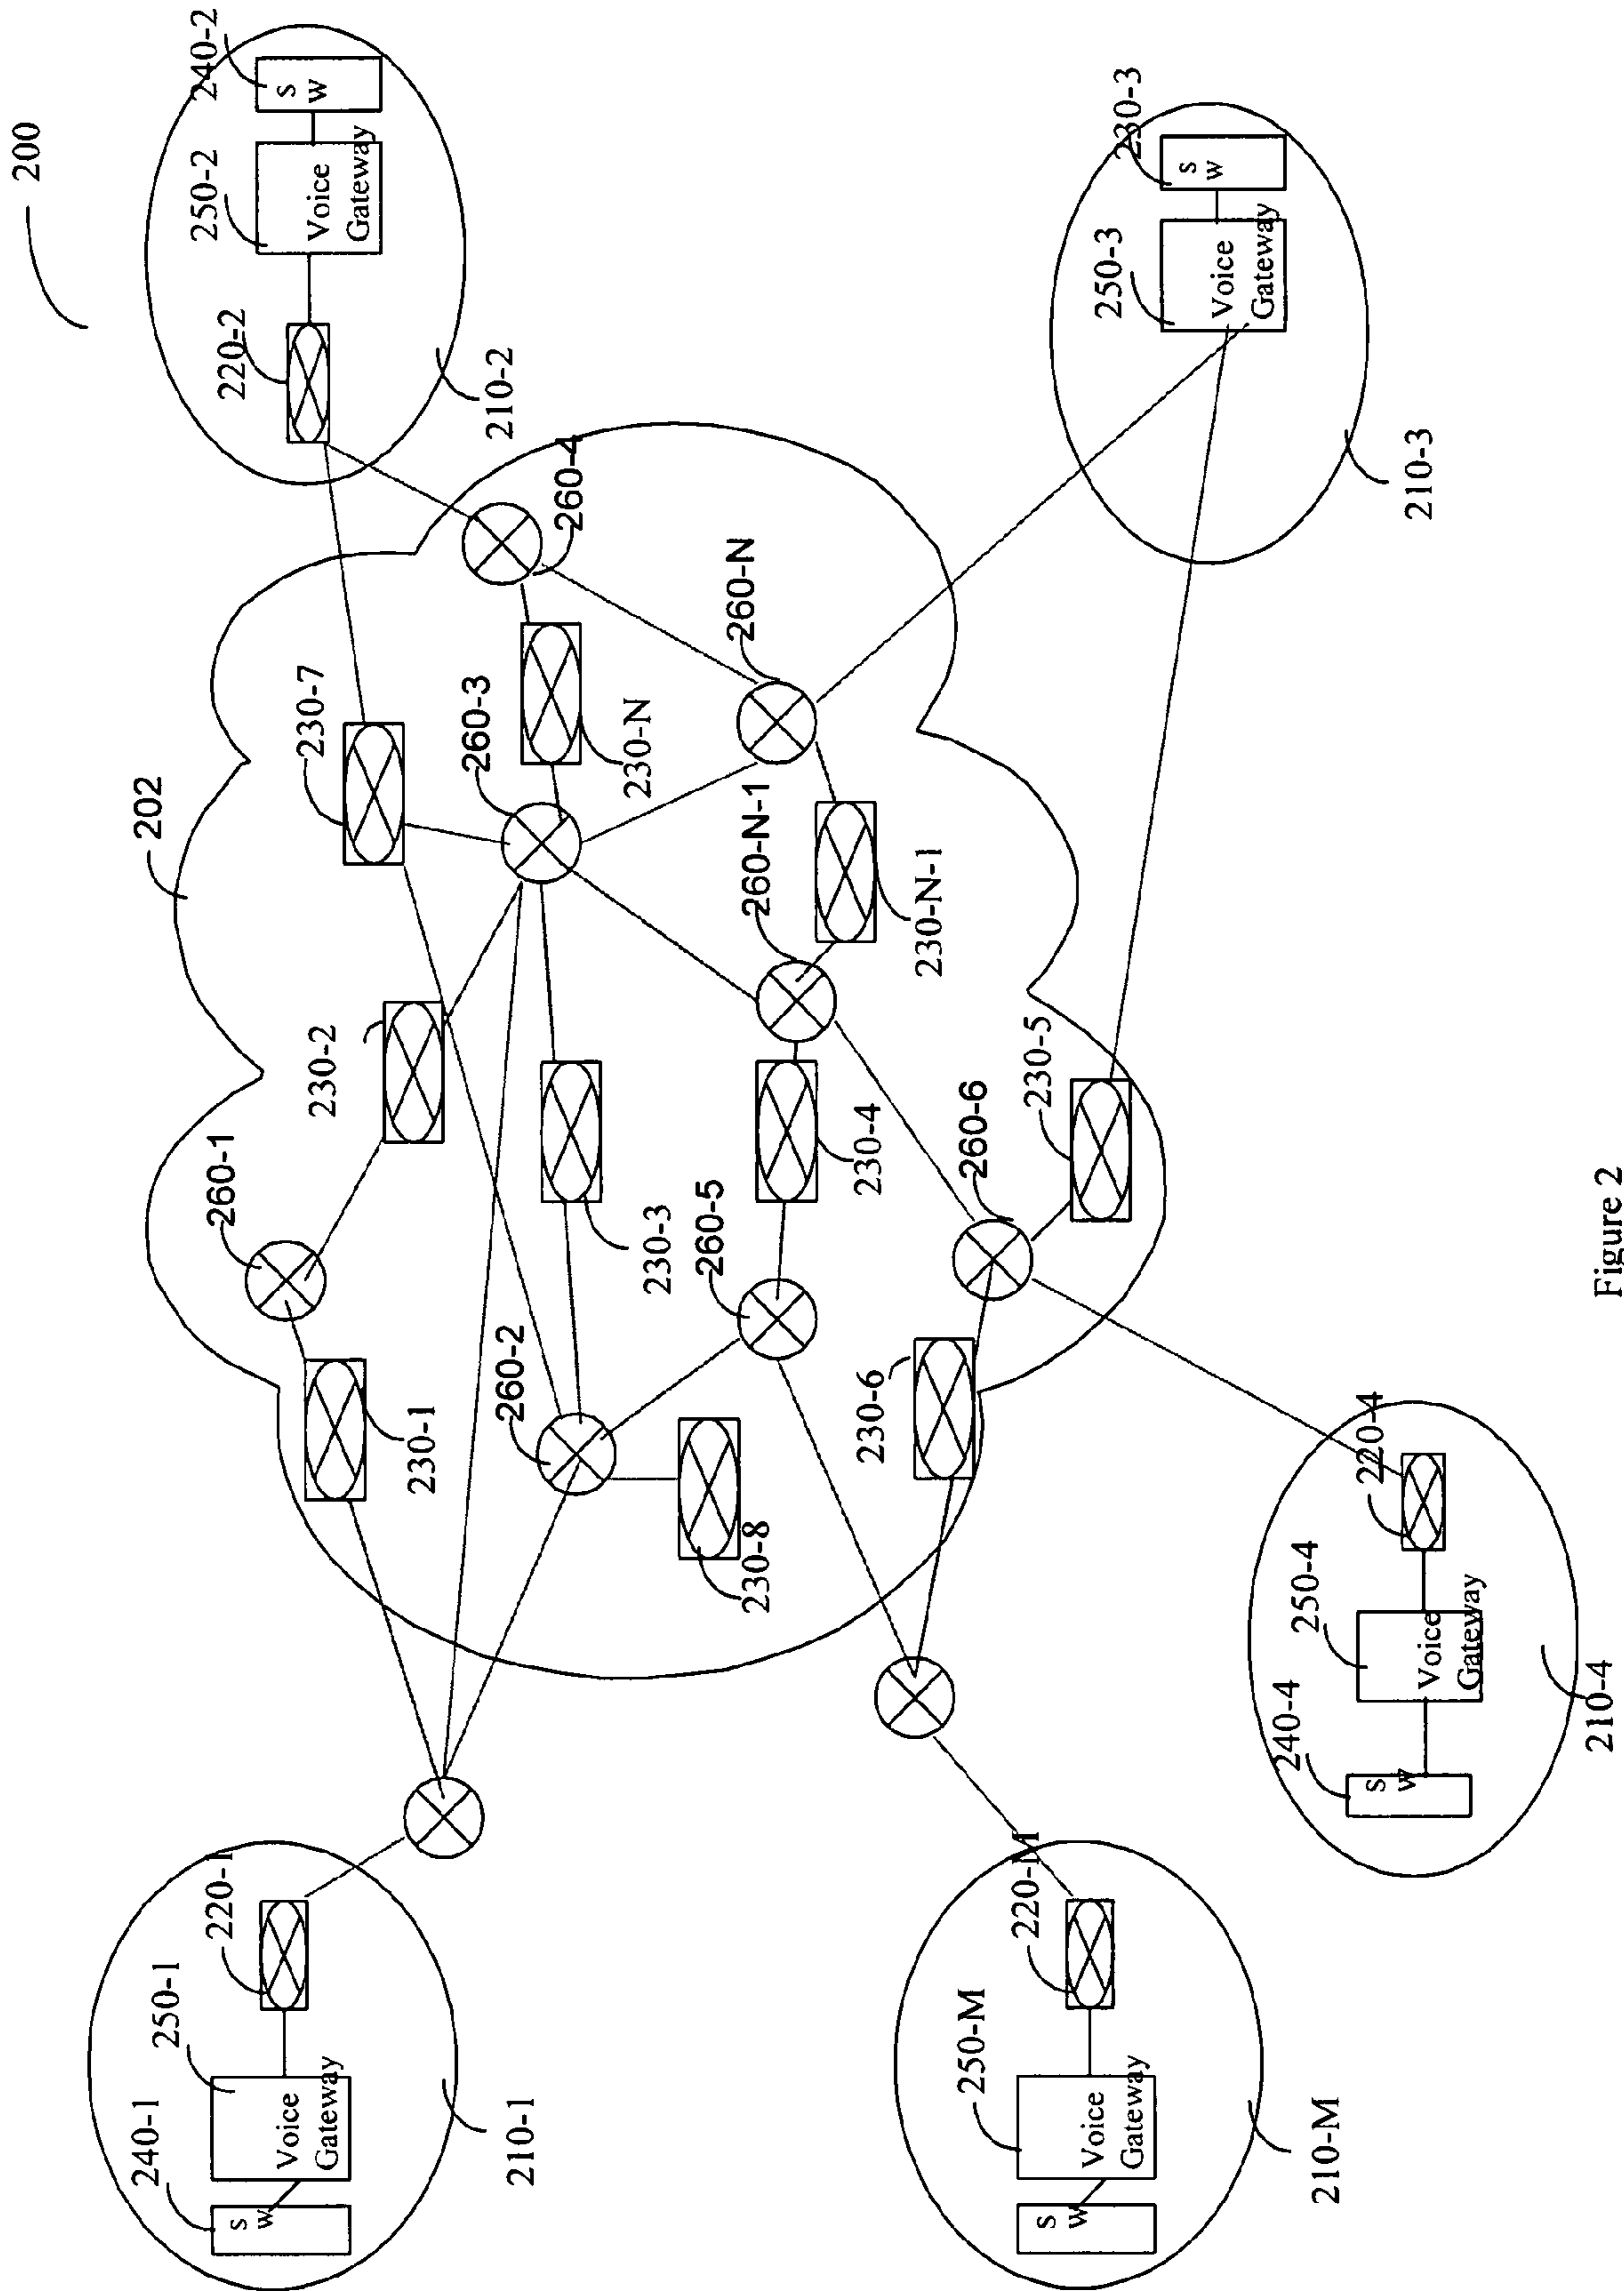 200
240-1
250-1
202
250-2
240-2
220-1
260-1
220-2
s
w
Voice
Gateway
230-7
Voice
Gateway
s
w
230-2
230-1
260-3
210-1
260-2
210-2
260-4
230-N
230-3
260-5
260-N
260-N-1
230-8
230-6
230-4
230-N-1
250-M
260-6
220-M
230-5
s
w
Voice
Gateway
250-3
230-3
s
w
Voice
Gateway
210-M
240-4
250-4
220-4
210-3
s
w
Voice
Gateway
210-4
Figure 2